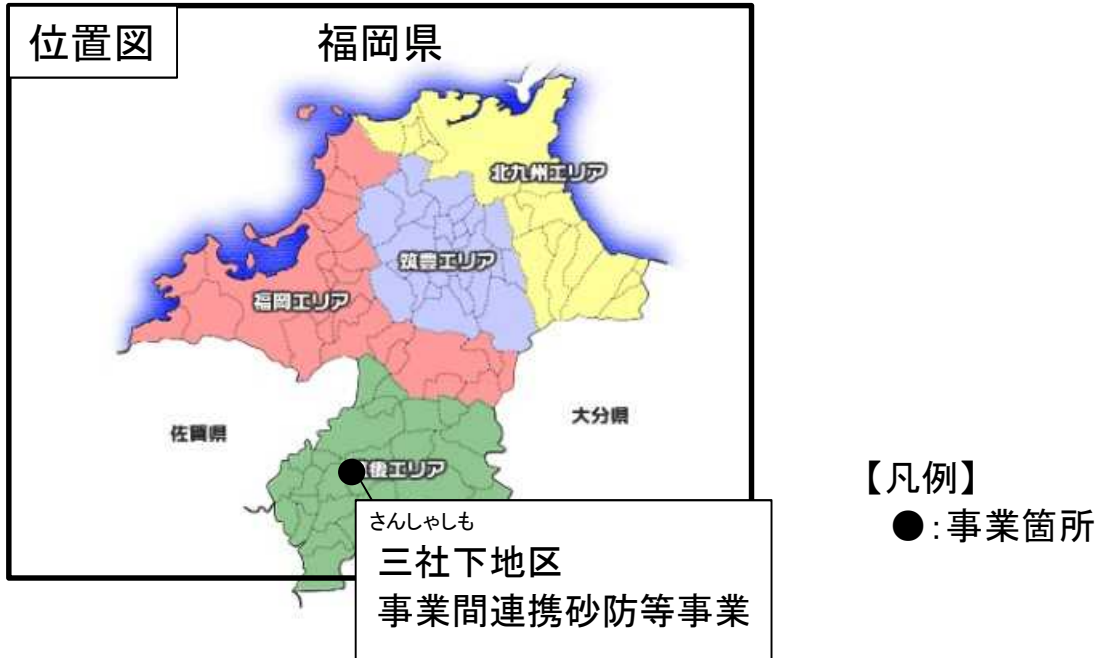 位置図
福岡県
北九州エリア
筑豊エリア
福岡エリア
佐賀県
大分県
後エリア
【凡例】
●:事業箇所
さんしゃしも
三社下地区
事業間連携砂防等事業